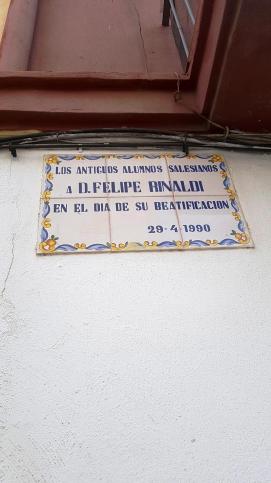 LOS ANTIGUOS ALUMNOS SALESIANOS
A D. FELIPE RINALDI
EN EL DIA DE SU BEATIFICACION
29-4-1990